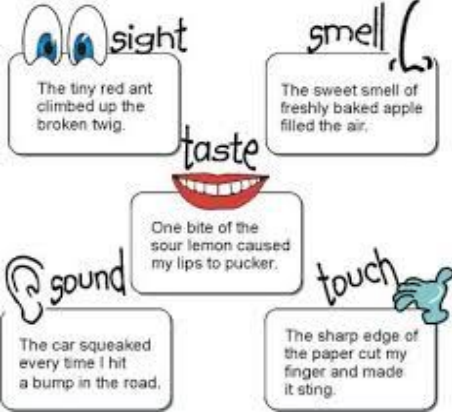 sight
The tiny red ant
climbed up the
broken twig.
smell
The sweet smell of
freshly baked apple
filled the air.
taste
One bite of the
sour lemon caused
my lips to pucker.
sound
The car squeaked
every time I hit
a bump in the road.
touch
The sharp edge of
the paper cut my
finger and made
it sting.